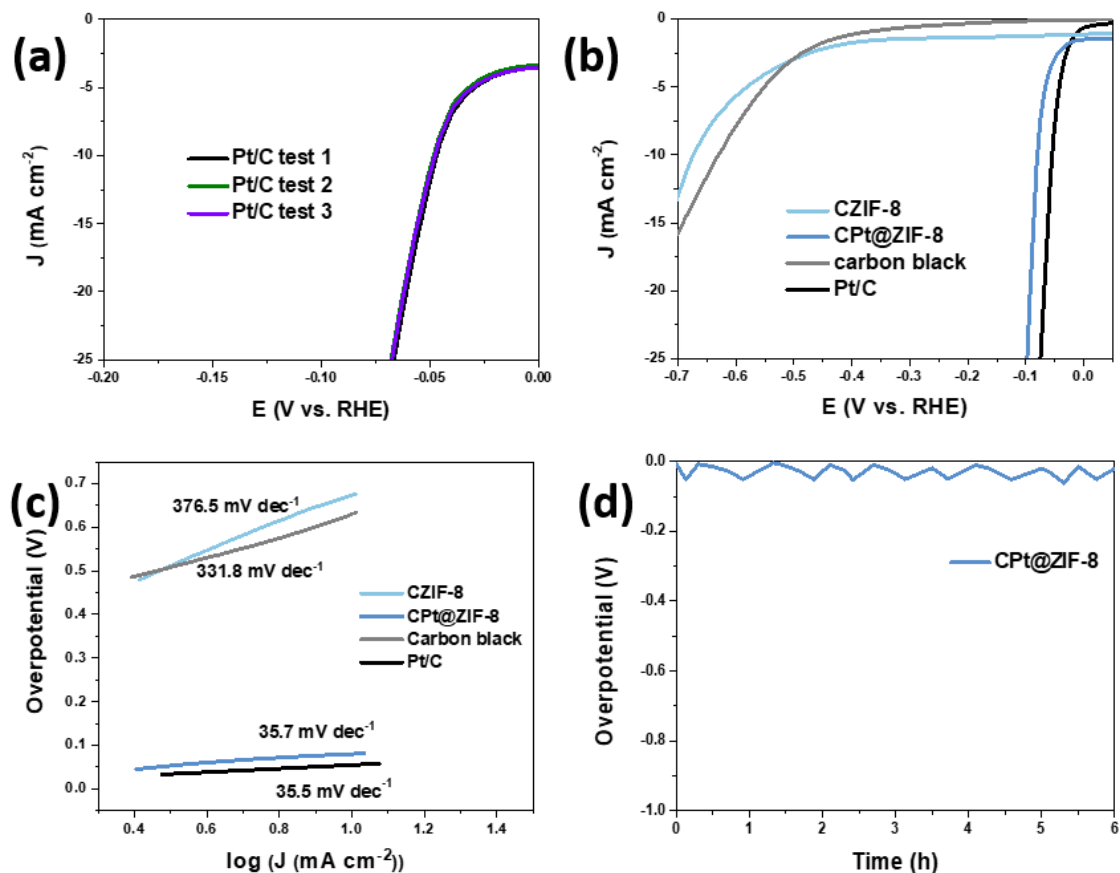 (a)
J (mA cm-2)
0
-5
-10
-15
-20
-25
Pt/C test 1
Pt/C test 2
Pt/C test 3
-0.20
-0.15
-0.10
-0.05
0.00
E (V vs. RHE)
(b)
J (mA cm-2)
0
-5
-10
-15
-20
-25
CZIF-8
CPt@ZIF-8
carbon black
Pt/C
-0.7
-0.6
-0.5
-0.4
-0.3
-0.2
-0.1
0.0
E (V vs. RHE)
(c)
Overpotential (V)
0.7
0.6
0.5
0.4
0.3
0.2
0.1
0.0
376.5 mV dec-1
331.8 mV dec-1
CZIF-8
CPt@ZIF-8
Carbon black
Pt/C
35.7 mV dec-1
35.5 mV dec-1
0.4
0.6
0.8
1.0
1.2
1.4
log (J (mA cm-2))
(d)
Overpotential (V)
0.0
-0.2
-0.4
-0.6
-0.8
-1.0
CPt@ZIF-8
0
1
2
3
4
5
6
Time (h)